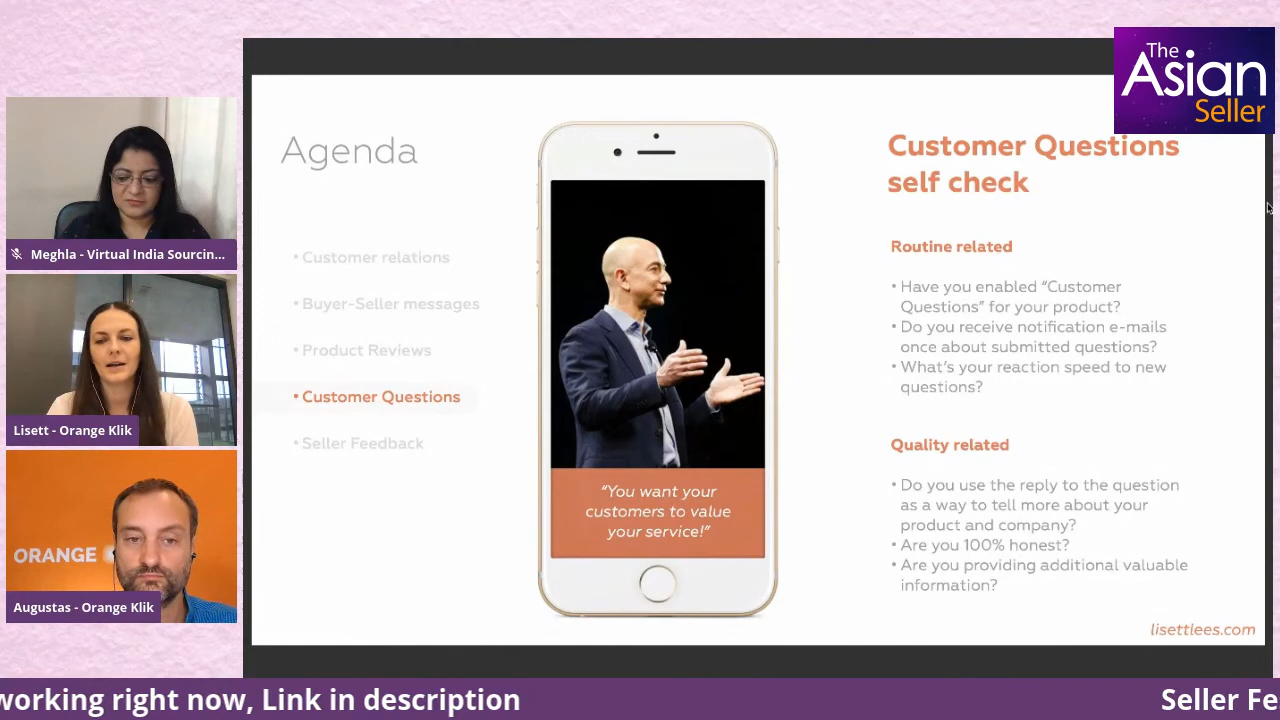 The
Asian
Seller
Agenda
• Customer relations
• Buyer-Seller messages
• Product Reviews
• Customer Questions
• Seller Feedback
“You want your
customers to value
your service!”
Customer Questions
self check
Routine related
• Have you enabled “Customer
Questions” for your product?
• Do you receive notification e-mails
once about submitted questions?
• What's your reaction speed to new
questions?
Quality related
• Do you use the reply to the question
as a way to tell more about your
product and company?
• Are you 100% honest?
• Are you providing additional valuable
information?
lisettlees.com
Meghla - Virtual India Sourcin...
Lisett - Orange Klik
ORANGE
Augustas - Orange Klik
working right now, Link in description
Seller Fe